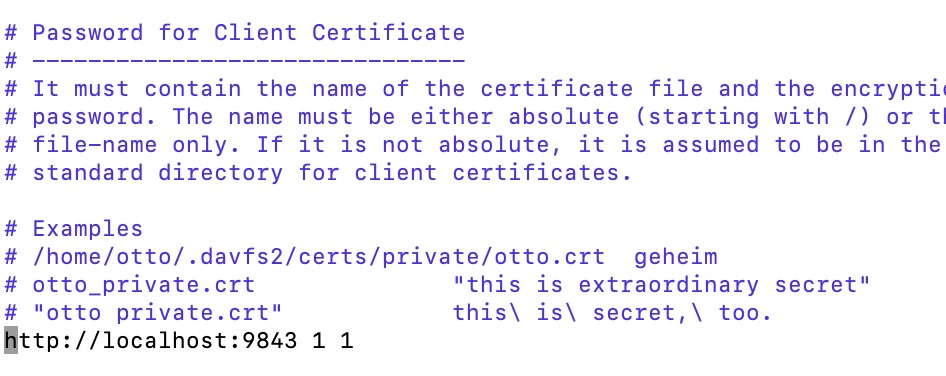 # Password for Client Certificate
# -------------------------------
# It must contain the name of the certificate file and the
# password. The name must be either absolute (starting with /) or
# file-name only. If it is not absolute, it is assumed to be in the
# standard directory for client certificates.
# Examples
# /home/otto/.davfs2/certs/private/otto.crt  geheim
# otto_private.crt              "this is extraordinary secret"
# "otto private.crt"            this\ is\ secret,\ too.
http://localhost:9843 1 1